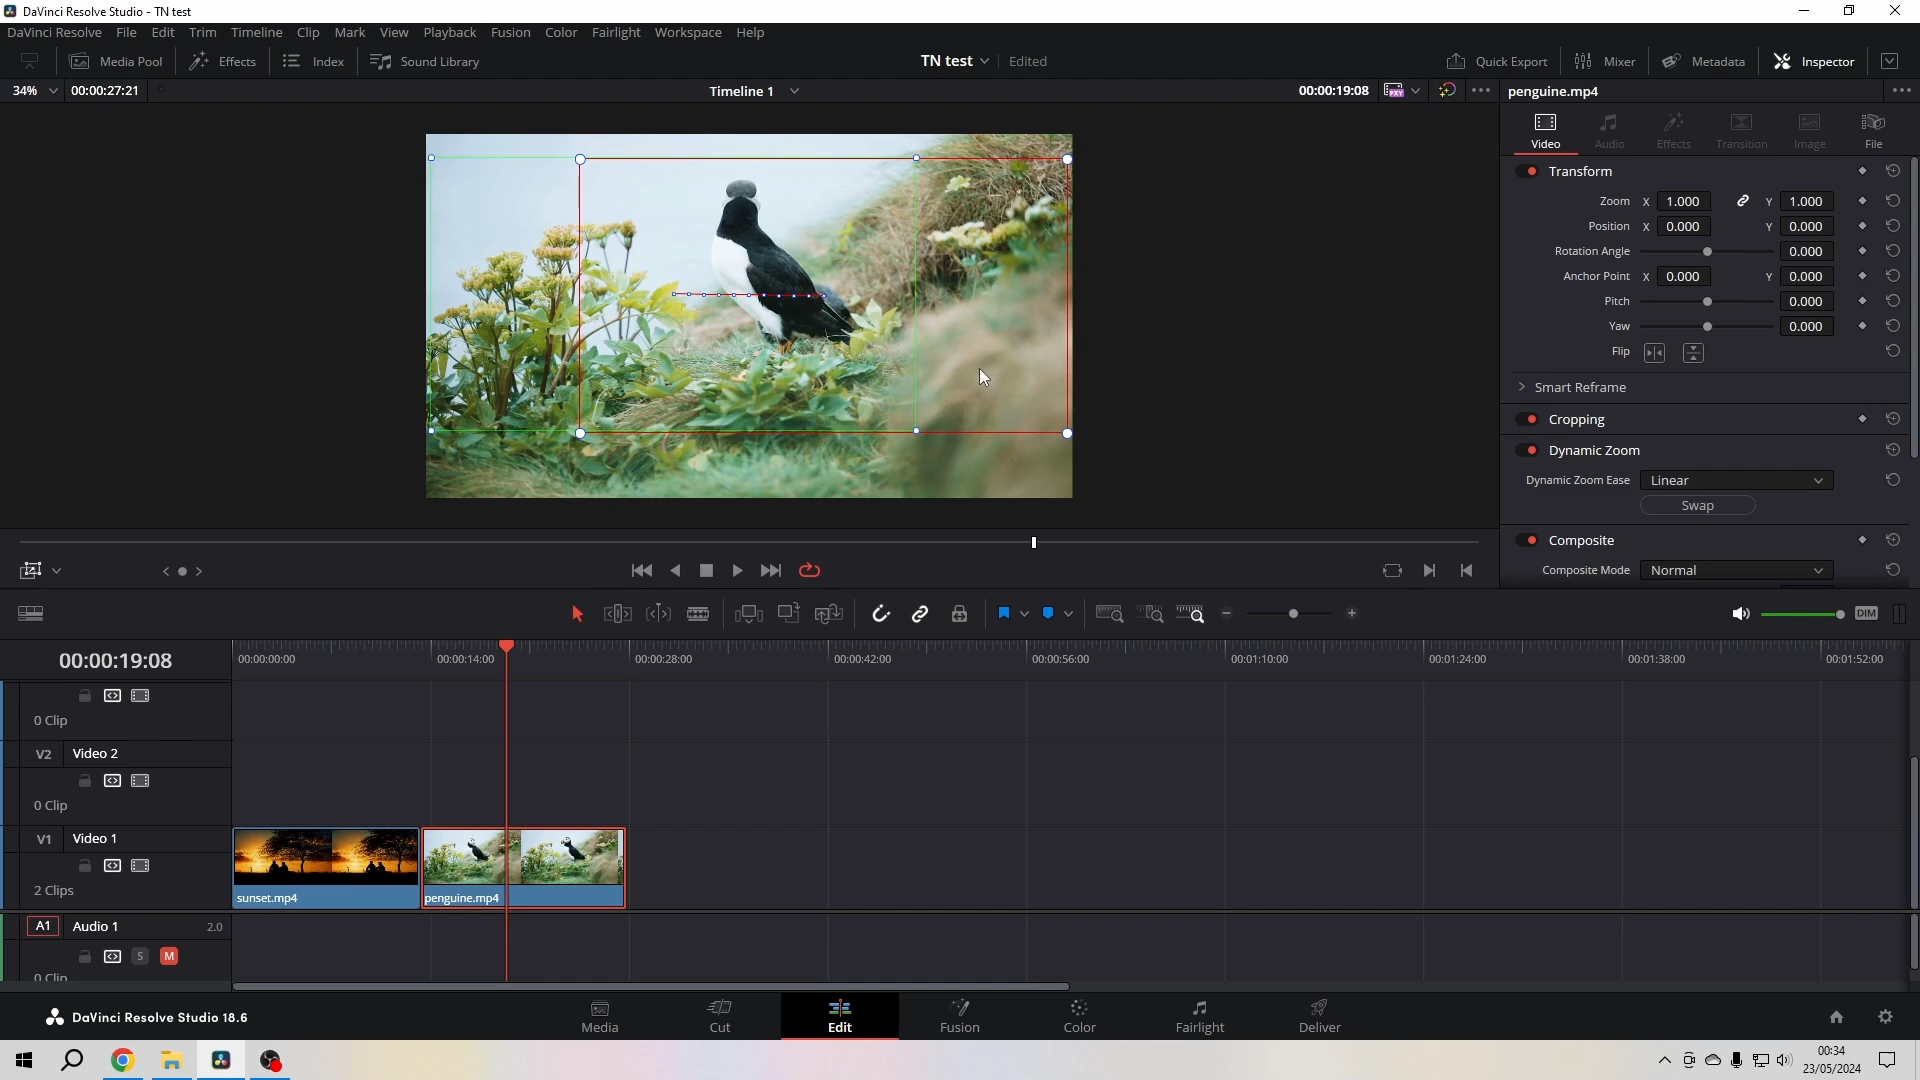 DaVinci Resolve Studio - TN test
DaVinci Resolve File Edit Trim Timeline Clip Mark View Playback Fusion Color Fairlight Workspace Help
Media Pool Effects Index Sound Library TN test Edited Quick Export Mixer Metadata Inspector
34% 00:00:27:21 Timeline 1 00:00:19:08 PXY penguine.mp4
Video Audio Effects Transition Image File
Transform
Zoom X 1.000 Y 1.000
Position X 0.000 Y 0.000
Rotation Angle 0.000
Anchor Point X 0.000 Y 0.000
Pitch 0.000
Yaw 0.000
Flip
Smart Reframe
Cropping
Dynamic Zoom
Dynamic Zoom Ease Linear
Swap
Composite
Composite Mode Normal
DIM
00:00:19:08 00:00:00:00 00:00:14:00 00:00:28:00 00:00:42:00 00:00:56:00 00:01:10:00 00:01:24:00 00:01:38:00 00:01:52:00
0 Clip
V2 Video 2
0 Clip
V1 Video 1
2 Clips
sunset.mp4 penguine.mp4
A1 Audio 1 2.0
S M
0 Clip
DaVinci Resolve Studio 18.6 Media Cut Edit Fusion Color Fairlight Deliver
00:34
23/05/2024